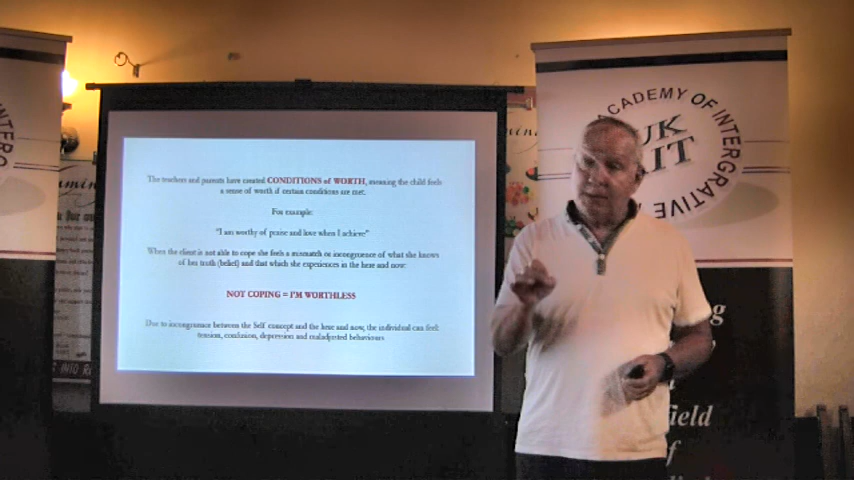 The teachers and parents have created CONDITIONS of WORTH, meaning the child feels
a sense of worth if certain conditions are met.
For example:
"I am worthy of praise and love when I achieve"
When the client is not able to cope she feels a mismatch or incongruence of what she knows
of her truth (belief) and that which she experiences in the here and now:
NOT COPING = I'M WORTHLESS
Due to incongruence between the Self concept and the here and now, the individual can feel:
tension, confusion, depression and maladjusted behaviours
ACADEMY OF INTEGRATIVE
UK
IT
ield
f
INTO R